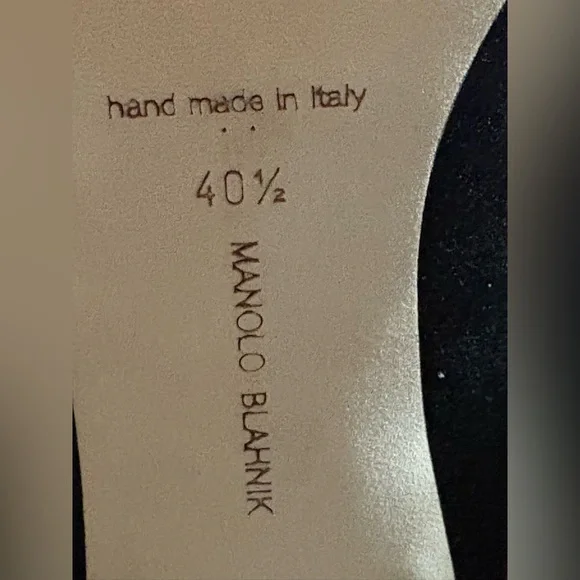 hand made in Italy
40½
MANOLO BLAHNIK